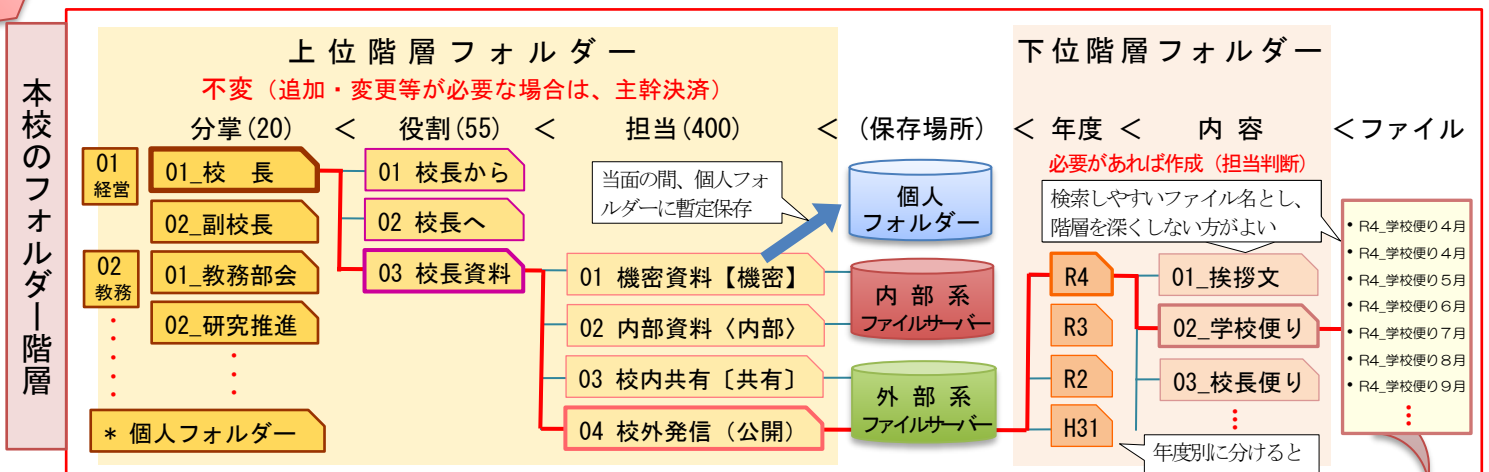 本校のフォルダー階層
上位階層フォルダー
下位階層フォルダー
不変（追加・変更等が必要な場合は、主幹決済）
分掌(20) ＜ 役割(55) ＜ 担当(400) ＜ (保存場所) ＜ 年度 ＜ 内 容 ＜ファイル
必要があれば作成（担当判断）
01
経営
01_校　長
02_副校長
02
教務
01_教務部会
02_研究推進
* 個人フォルダー
01 校長から
02 校長へ
03 校長資料
当面の間、個人フォ
ルダーに暫定保存
01 機密資料【機密】
02 内部資料〈内部〉
03 校内共有〔共有〕
04 校外発信（公開）
個人
フォルダー
内 部 系
ファイルサーバー
外 部 系
ファイルサーバー
R4
R3
R2
H31
検索しやすいファイル名とし、
階層を深くしない方がよい
01_挨拶文
02_学校便り
03_校長便り
年度別に分けると
• R4_学校便り４月
• R4_学校便り４月
• R4_学校便り５月
• R4_学校便り６月
• R4_学校便り７月
• R4_学校便り８月
• R4_学校便り９月